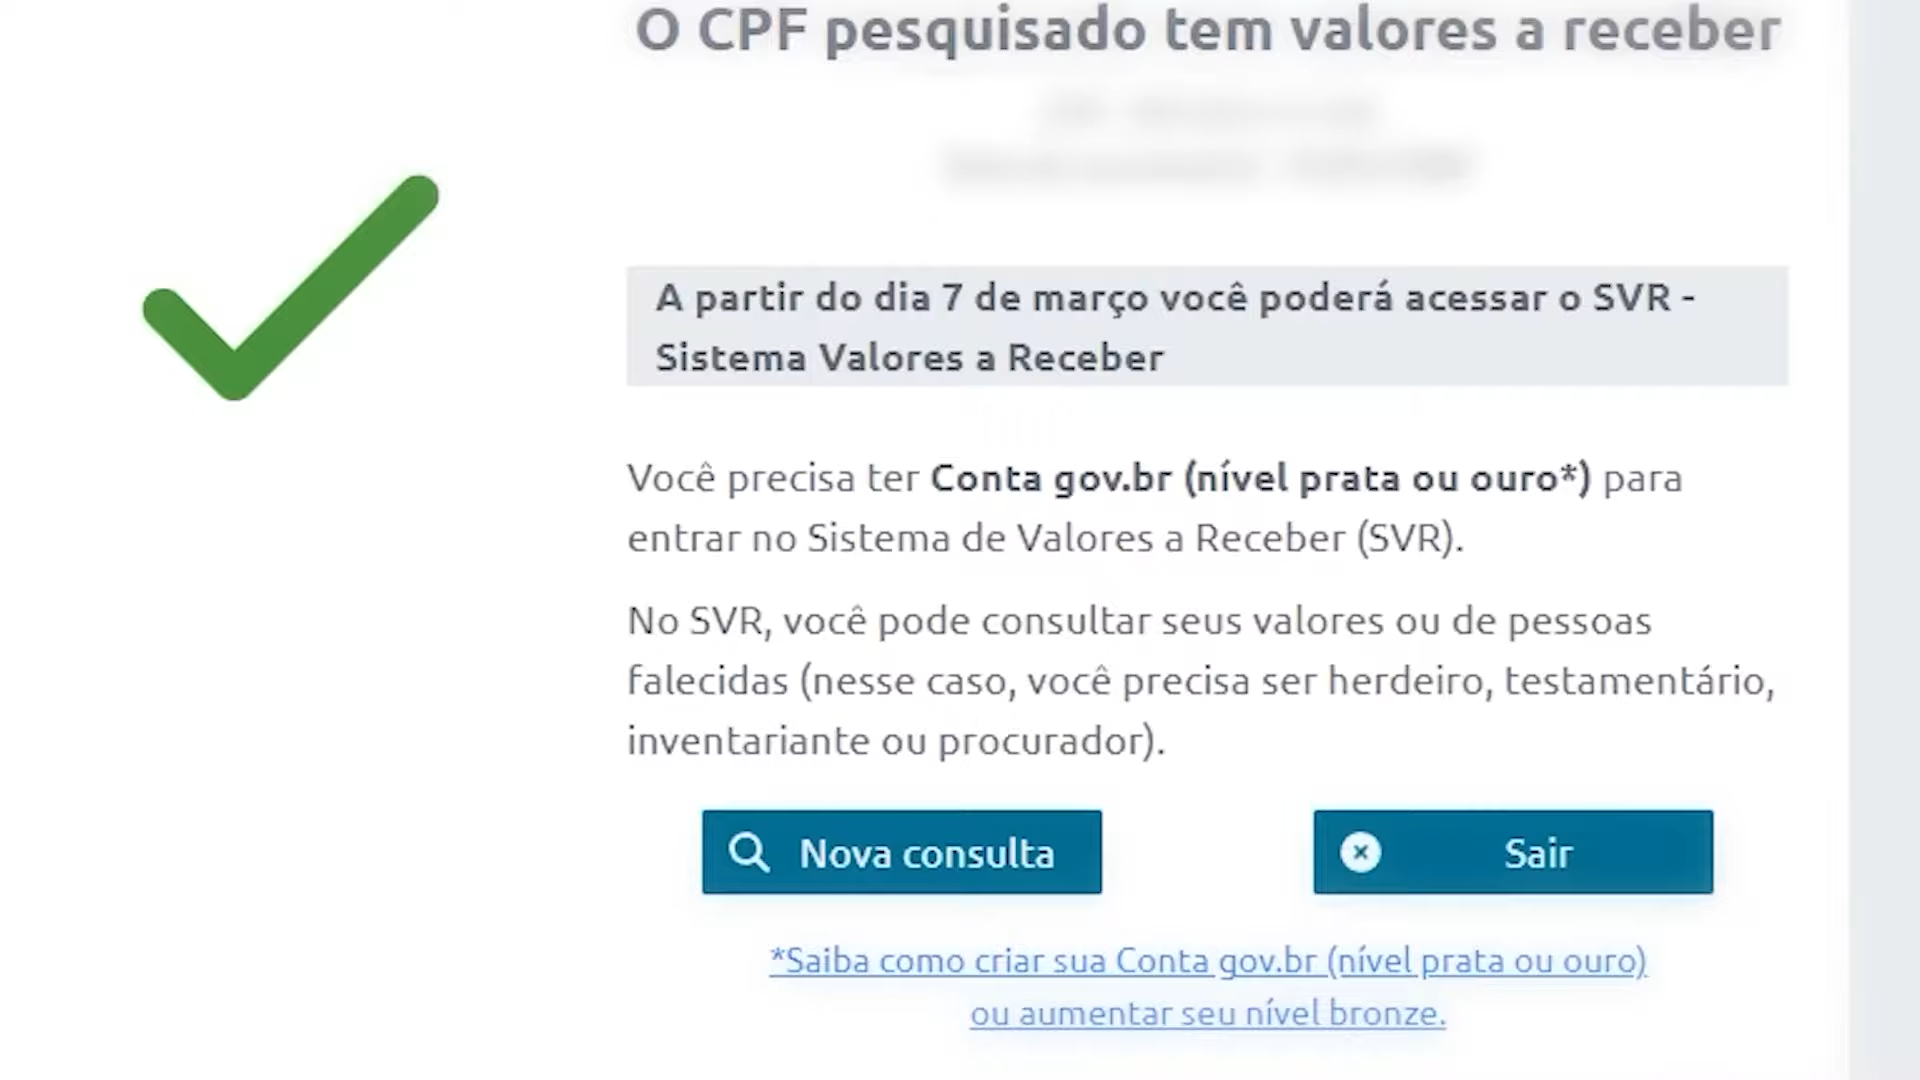 O CPF pesquisado tem valores a receber
A partir do dia 7 de março você poderá acessar o SVR -
Sistema Valores a Receber
Você precisa ter Conta gov.br (nível prata ou ouro*) para
entrar no Sistema de Valores a Receber (SVR).
No SVR, você pode consultar seus valores ou de pessoas
falecidas (nesse caso, você precisa ser herdeiro, testamentário,
inventariante ou procurador).
Nova consulta
Sair
*Saiba como criar sua Conta gov.br (nível prata ou ouro)
ou aumentar seu nível bronze.